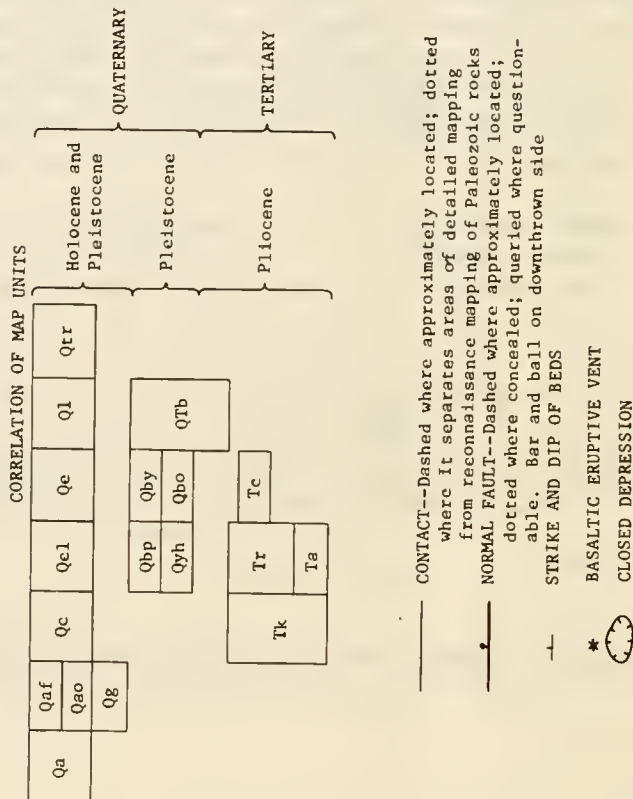 CORRELATION OF MAP UNITS
Qa
Qaf
Qao
Qg
Qc
Qcl
Qe
Ql
Qtr
Holocene and
Pleistocene
QUATERNARY
Qbp
Qby
Qyh
Qbo
QTb
Pleistocene
Tk
Tr
Ta
Tc
Pliocene
TERTIARY
CONTACT--Dashed where approximately located; dotted
where It separates areas of detailed mapping
from reconnaissance mapping of Paleozoic rocks
NORMAL FAULT--Dashed where approximately located;
dotted where concealed; queried where question-
able. Bar and ball on downthrown side
STRIKE AND DIP OF BEDS
BASALTIC ERUPTIVE VENT
CLOSED DEPRESSION